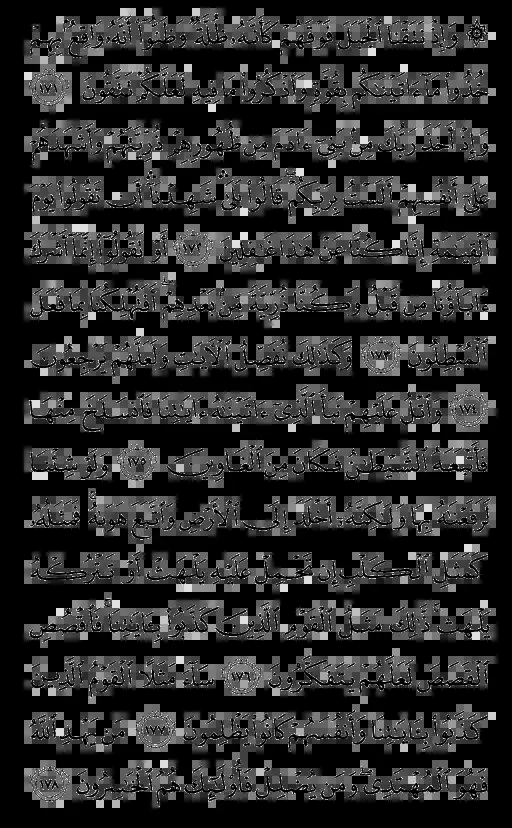 ۞ وَإِذْ نَتَقْنَا الْجَبَلَ فَوْقَهُمْ كَأَنَّهُ ظُلَّةٌ وَظَنُّوا أَنَّهُ وَاقِعٌ بِهِمْ
خُذُوا مَا آتَيْنَاكُم بِقُوَّةٍ وَاذْكُرُوا مَا فِيهِ لَعَلَّكُمْ تَتَّقُونَ ١٧١
وَإِذْ أَخَذَ رَبُّكَ مِن بَنِي آدَمَ مِن ظُهُورِهِمْ ذُرِّيَّتَهُمْ وَأَشْهَدَهُمْ
عَلَىٰ أَنفُسِهِمْ أَلَسْتُ بِرَبِّكُمْ قَالُوا بَلَىٰ شَهِدْنَا أَن تَقُولُوا يَوْمَ
الْقِيَامَةِ إِنَّا كُنَّا عَنْ هَٰذَا غَافِلِينَ ١٧٢ أَوْ تَقُولُوا إِنَّمَا أَشْرَكَ
آبَاؤُنَا مِن قَبْلُ وَكُنَّا ذُرِّيَّةً مِّن بَعْدِهِمْ أَفَتُهْلِكُنَا بِمَا فَعَلَ
الْمُبْطِلُونَ ١٧٣ وَكَذَٰلِكَ نُفَصِّلُ الْآيَاتِ وَلَعَلَّهُمْ يَرْجِعُونَ
١٧٤ وَاتْلُ عَلَيْهِمْ نَبَأَ الَّذِي آتَيْنَاهُ آيَاتِنَا فَانسَلَخَ مِنْهَا
فَأَتْبَعَهُ الشَّيْطَانُ فَكَانَ مِنَ الْغَاوِينَ ١٧٥ وَلَوْ شِئْنَا
لَرَفَعْنَاهُ بِهَا وَلَٰكِنَّهُ أَخْلَدَ إِلَى الْأَرْضِ وَاتَّبَعَ هَوَاهُ فَمَثَلُهُ
كَمَثَلِ الْكَلْبِ إِن تَحْمِلْ عَلَيْهِ يَلْهَثْ أَوْ تَتْرُكْهُ
يَلْهَث ذَّٰلِكَ مَثَلُ الْقَوْمِ الَّذِينَ كَذَّبُوا بِآيَاتِنَا فَاقْصُصِ
الْقَصَصَ لَعَلَّهُمْ يَتَفَكَّرُونَ ١٧٦ سَاءَ مَثَلًا الْقَوْمُ الَّذِينَ
كَذَّبُوا بِآيَاتِنَا وَأَنفُسَهُمْ كَانُوا يَظْلِمُونَ ١٧٧ مَن يَهْدِ اللَّهُ
فَهُوَ الْمُهْتَدِي وَمَن يُضْلِلْ فَأُولَٰئِكَ هُمُ الْخَاسِرُونَ ١٧٨